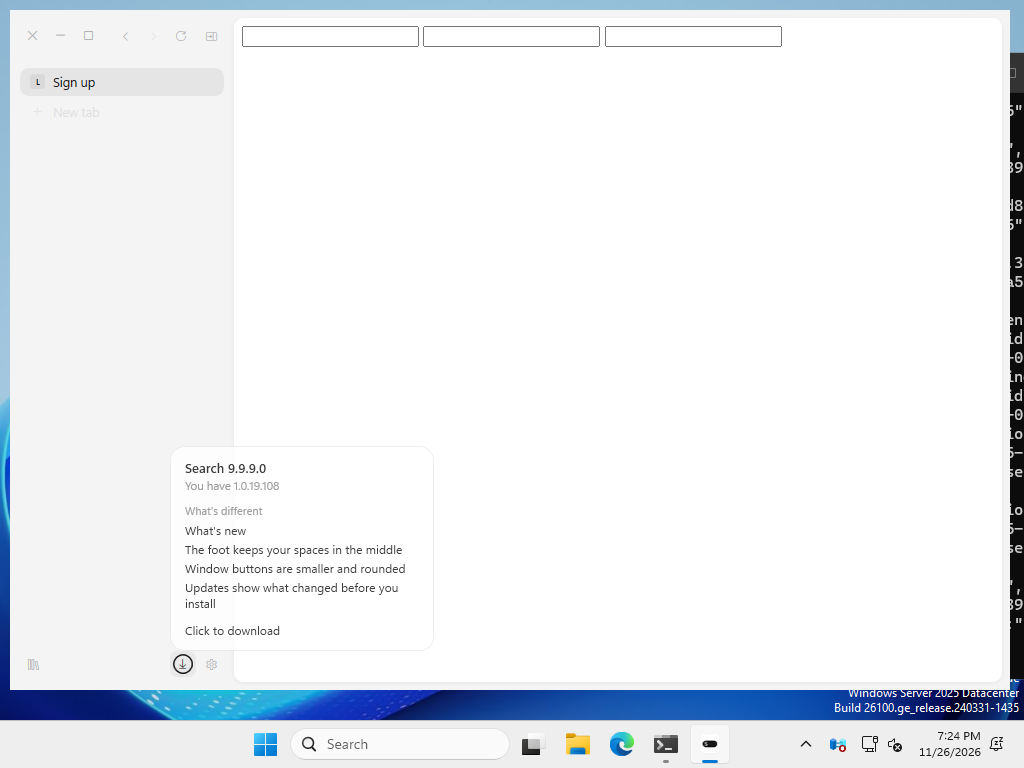 L Sign up
+ New tab
Search 9.9.9.0
You have 1.0.19.108
What's different
What's new
The foot keeps your spaces in the middle
Window buttons are smaller and rounded
Updates show what changed before you
install
Click to download
Windows Server 2025 Datacenter
Build 26100.ge_release.240331-1435
Search
7:24 PM
11/26/2026